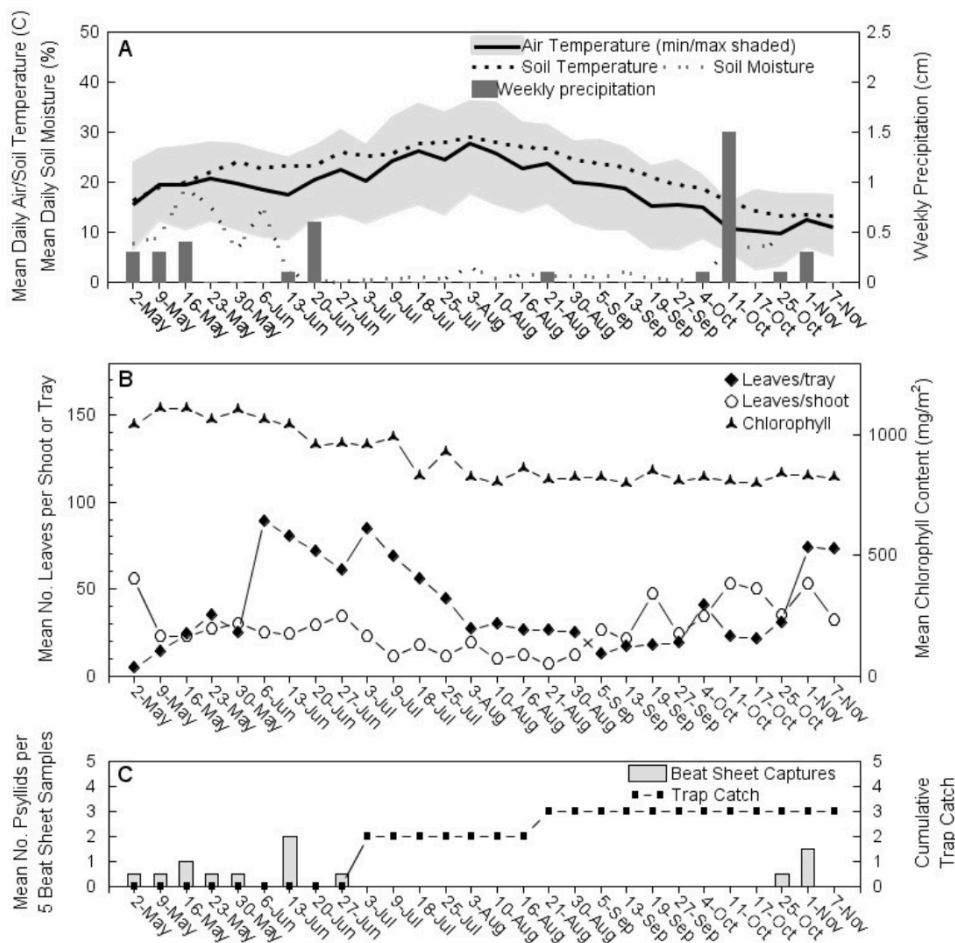 A
Air Temperature (min/max shaded)
Soil Temperature Soil Moisture
Weekly precipitation
Mean Daily Air/Soil Temperature (C)
Mean Daily Soil Moisture (%)
50
40
30
20
10
0
Weekly Precipitation (cm)
2.5
2
1.5
1
0.5
0
2-May
9-May
16-May
23-May
30-May
6-Jun
13-Jun
20-Jun
27-Jun
3-Jul
9-Jul
18-Jul
25-Jul
3-Aug
10-Aug
16-Aug
21-Aug
30-Aug
5-Sep
13-Sep
19-Sep
27-Sep
4-Oct
11-Oct
17-Oct
25-Oct
1-Nov
7-Nov
B
Leaves/tray
Leaves/shoot
Chlorophyll
Mean No. Leaves per Shoot or Tray
150
100
50
0
Mean Chlorophyll Content (mg/m²)
1000
500
0
2-May
9-May
16-May
23-May
30-May
6-Jun
13-Jun
20-Jun
27-Jun
3-Jul
9-Jul
18-Jul
25-Jul
3-Aug
10-Aug
16-Aug
21-Aug
30-Aug
5-Sep
13-Sep
19-Sep
27-Sep
4-Oct
11-Oct
17-Oct
25-Oct
1-Nov
7-Nov
C
Beat Sheet Captures
Trap Catch
Mean No. Psyllids per
5 Beat Sheet Samples
5
4
3
2
1
0
Cumulative
Trap Catch
5
4
3
2
1
0
2-May
9-May
16-May
23-May
30-May
6-Jun
13-Jun
20-Jun
27-Jun
3-Jul
9-Jul
18-Jul
25-Jul
3-Aug
10-Aug
16-Aug
21-Aug
30-Aug
5-Sep
13-Sep
19-Sep
27-Sep
4-Oct
11-Oct
17-Oct
25-Oct
1-Nov
7-Nov